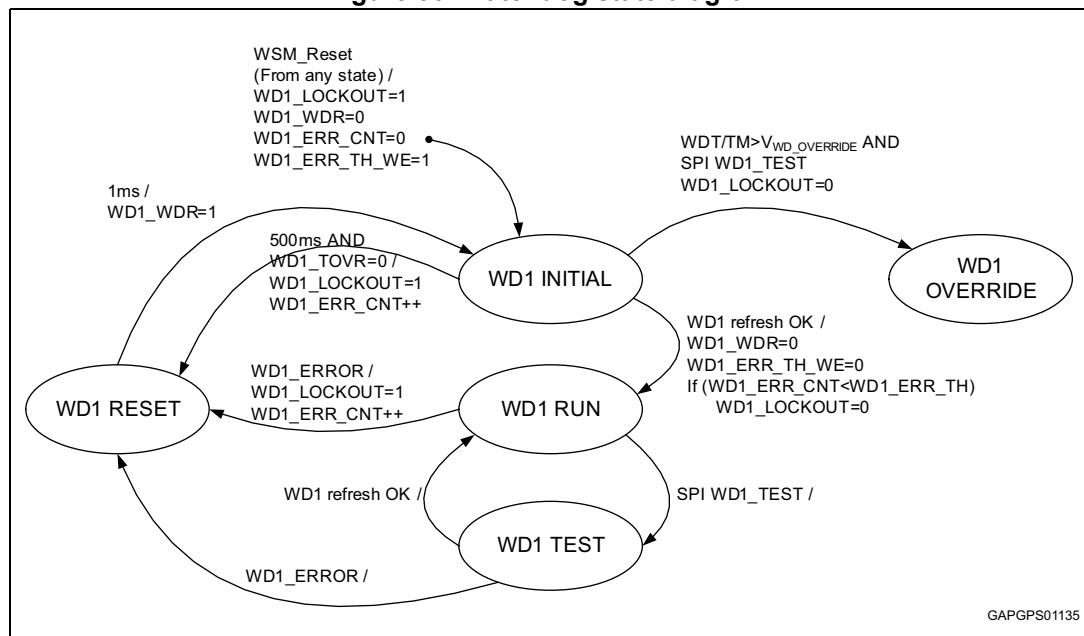 WSM_Reset
(From any state) /
WD1_LOCKOUT=1
WD1_WDR=0
WD1_ERR_CNT=0
WD1_ERR_TH_WE=1
WDT/TM>VWD_OVERRIDE AND
SPI WD1_TEST
WD1_LOCKOUT=0
1ms /
WD1_WDR=1
500ms AND
WD1_TOVR=0 /
WD1_LOCKOUT=1
WD1_ERR_CNT++
WD1 INITIAL
WD1
OVERRIDE
WD1 refresh OK /
WD1_WDR=0
WD1_ERR_TH_WE=0
If (WD1_ERR_CNT<WD1_ERR_TH)
WD1_LOCKOUT=0
WD1_ERROR /
WD1_LOCKOUT=1
WD1_ERR_CNT++
WD1 RESET
WD1 RUN
WD1 refresh OK /
SPI WD1_TEST /
WD1 TEST
WD1_ERROR /
GAPGPS01135